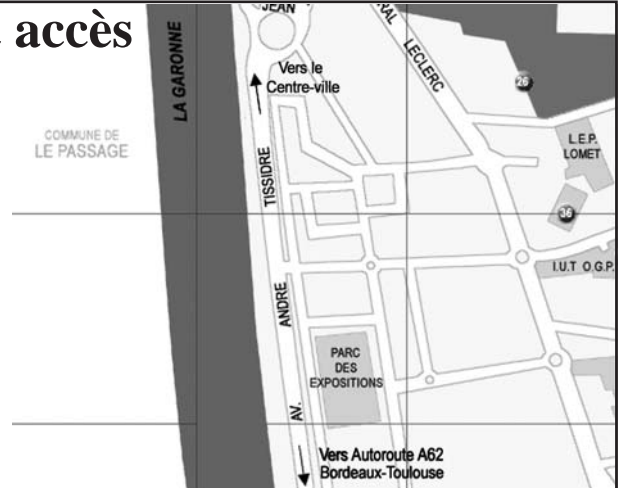 accès
JEAN
RAL LECLERC
LA GARONNE
Vers le
Centre-ville
26
COMMUNE DE
LE PASSAGE
L.E.P.
LOMET
TISSIDRE
36
I.U.T O.G.P.
ANDRE
PARC
DES
EXPOSITIONS
AV.
Vers Autoroute A62
Bordeaux-Toulouse